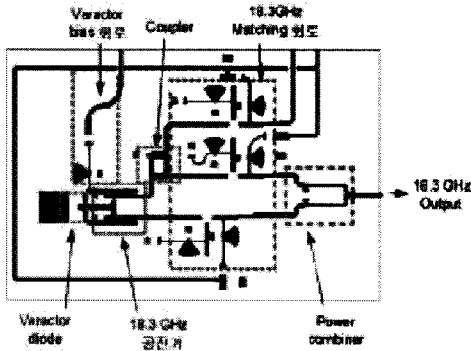 Varactor
bias 회로
Coupler
18.3GHz
Matching 회로
18.3 GHz
Output
Varactor
diode
18.3 GHz
공진기
Power
combiner